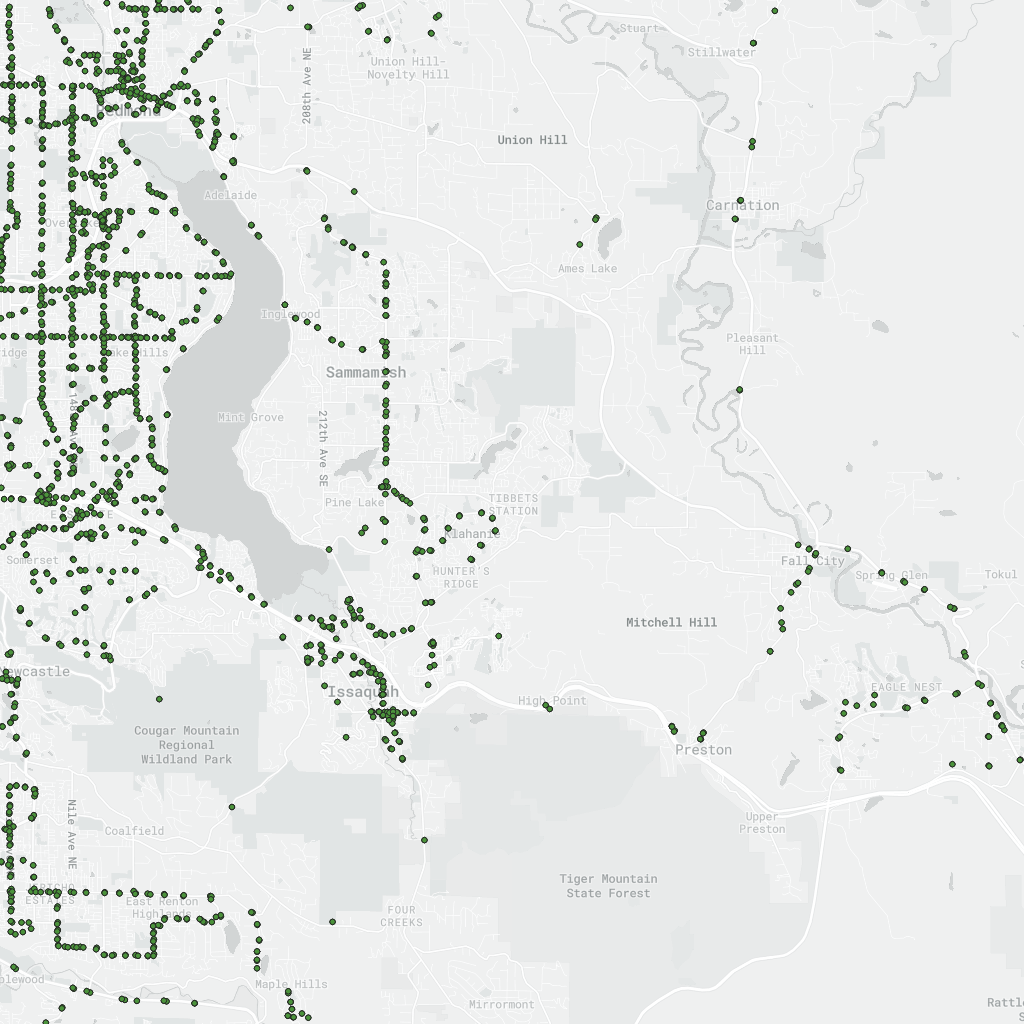 Stuart
Stillwater
Union Hill-
Novelty Hill
208th Ave NE
Redmond
Union Hill
Adelaide
Carnation
Ames Lake
Inglewood
Pleasant
Hill
Lake Hills
Sammamish
148
Mint Grove
212th Ave SE
Pine Lake
TIBBETS
STATION
Klahanie
Somerset
HUNTER'S
RIDGE
Fall City
Spring Glen
Tokul
Mitchell Hill
Newcastle
Issaquah
High Point
EAGLE NEST
Cougar Mountain
Regional
Wildland Park
Preston
Nile Ave NE
Coalfield
Upper
Preston
Tiger Mountain
State Forest
ESTATES
East Renton
Highlands
FOUR
CREEKS
Maple Hills
Mirrormont